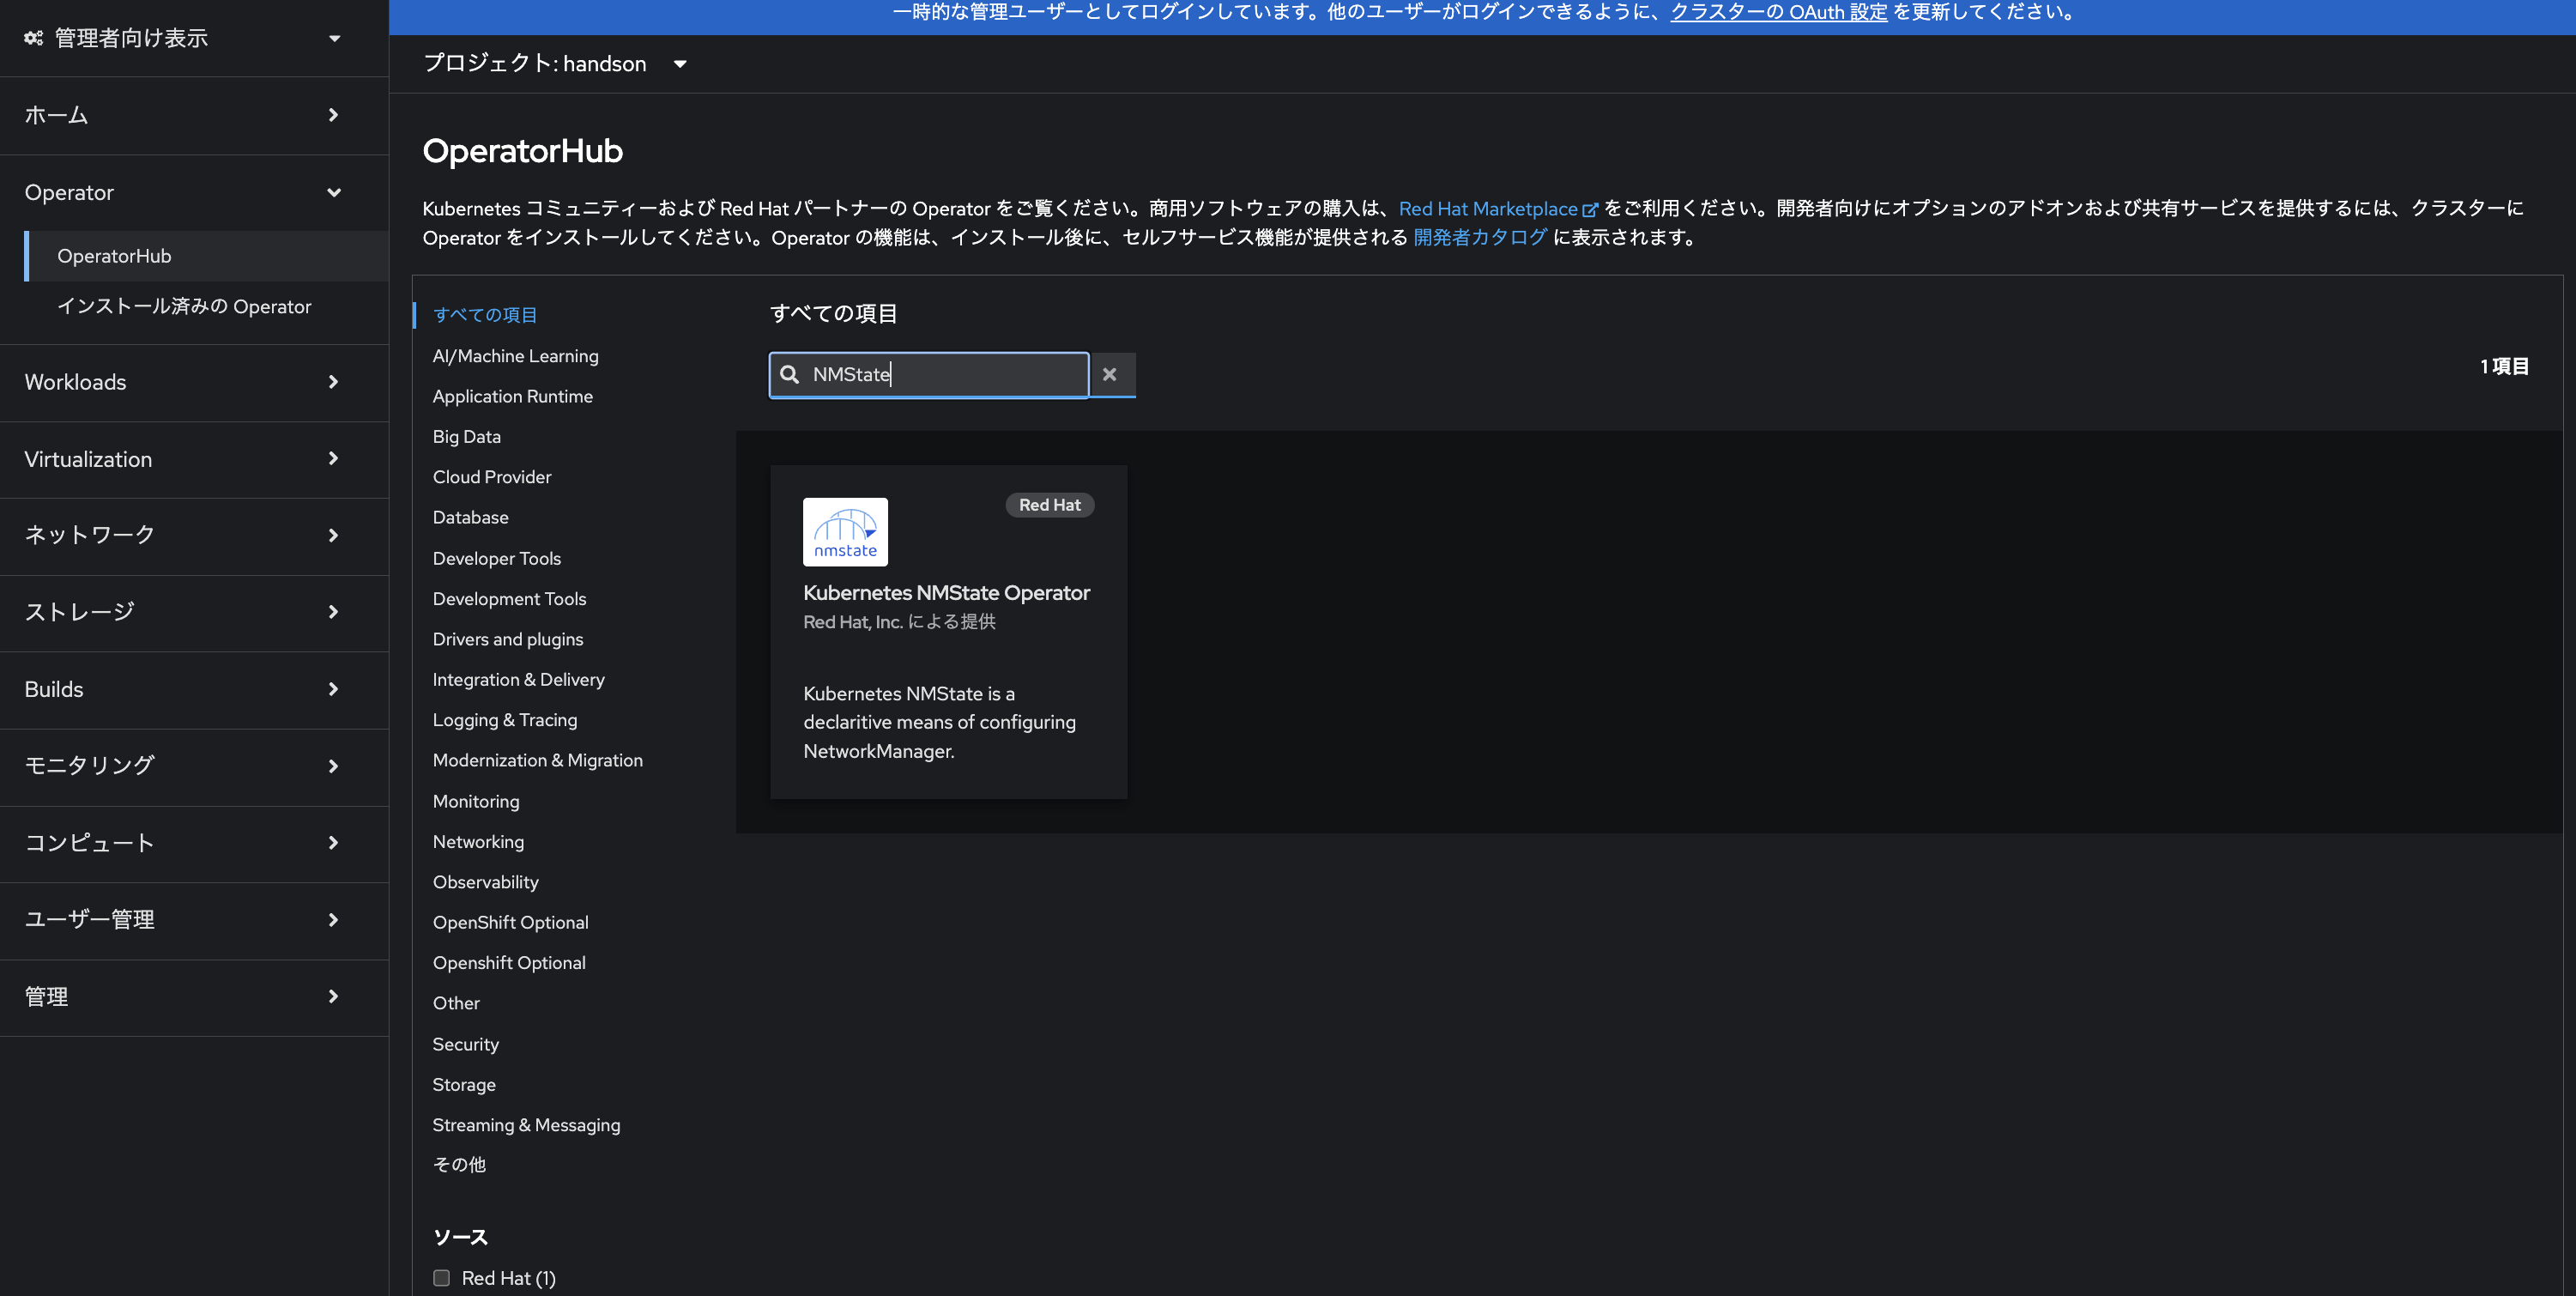 一時的な管理ユーザーとしてログインしています。他のユーザーがログインできるように、クラスターの OAuth 設定 を更新してください。
管理者向け表示
ホーム
Operator
OperatorHub
インストール済みの Operator
Workloads
Virtualization
ネットワーク
ストレージ
Builds
モニタリング
コンピュート
ユーザー管理
管理
プロジェクト: handson
OperatorHub
Kubernetes コミュニティーおよび Red Hat パートナーの Operator をご覧ください。商用ソフトウェアの購入は、Red Hat Marketplace をご利用ください。開発者向けにオプションのアドオンおよび共有サービスを提供するには、クラスターに
Operator をインストールしてください。Operator の機能は、インストール後に、セルフサービス機能が提供される 開発者カタログ に表示されます。
すべての項目
AI/Machine Learning
Application Runtime
Big Data
Cloud Provider
Database
Developer Tools
Development Tools
Drivers and plugins
Integration & Delivery
Logging & Tracing
Modernization & Migration
Monitoring
Networking
Observability
OpenShift Optional
Openshift Optional
Other
Security
Storage
Streaming & Messaging
その他
ソース
Red Hat (1)
すべての項目
NMState
1 項目
Red Hat
nmstate
Kubernetes NMState Operator
Red Hat, Inc. による提供
Kubernetes NMState is a
declaritive means of configuring
NetworkManager.